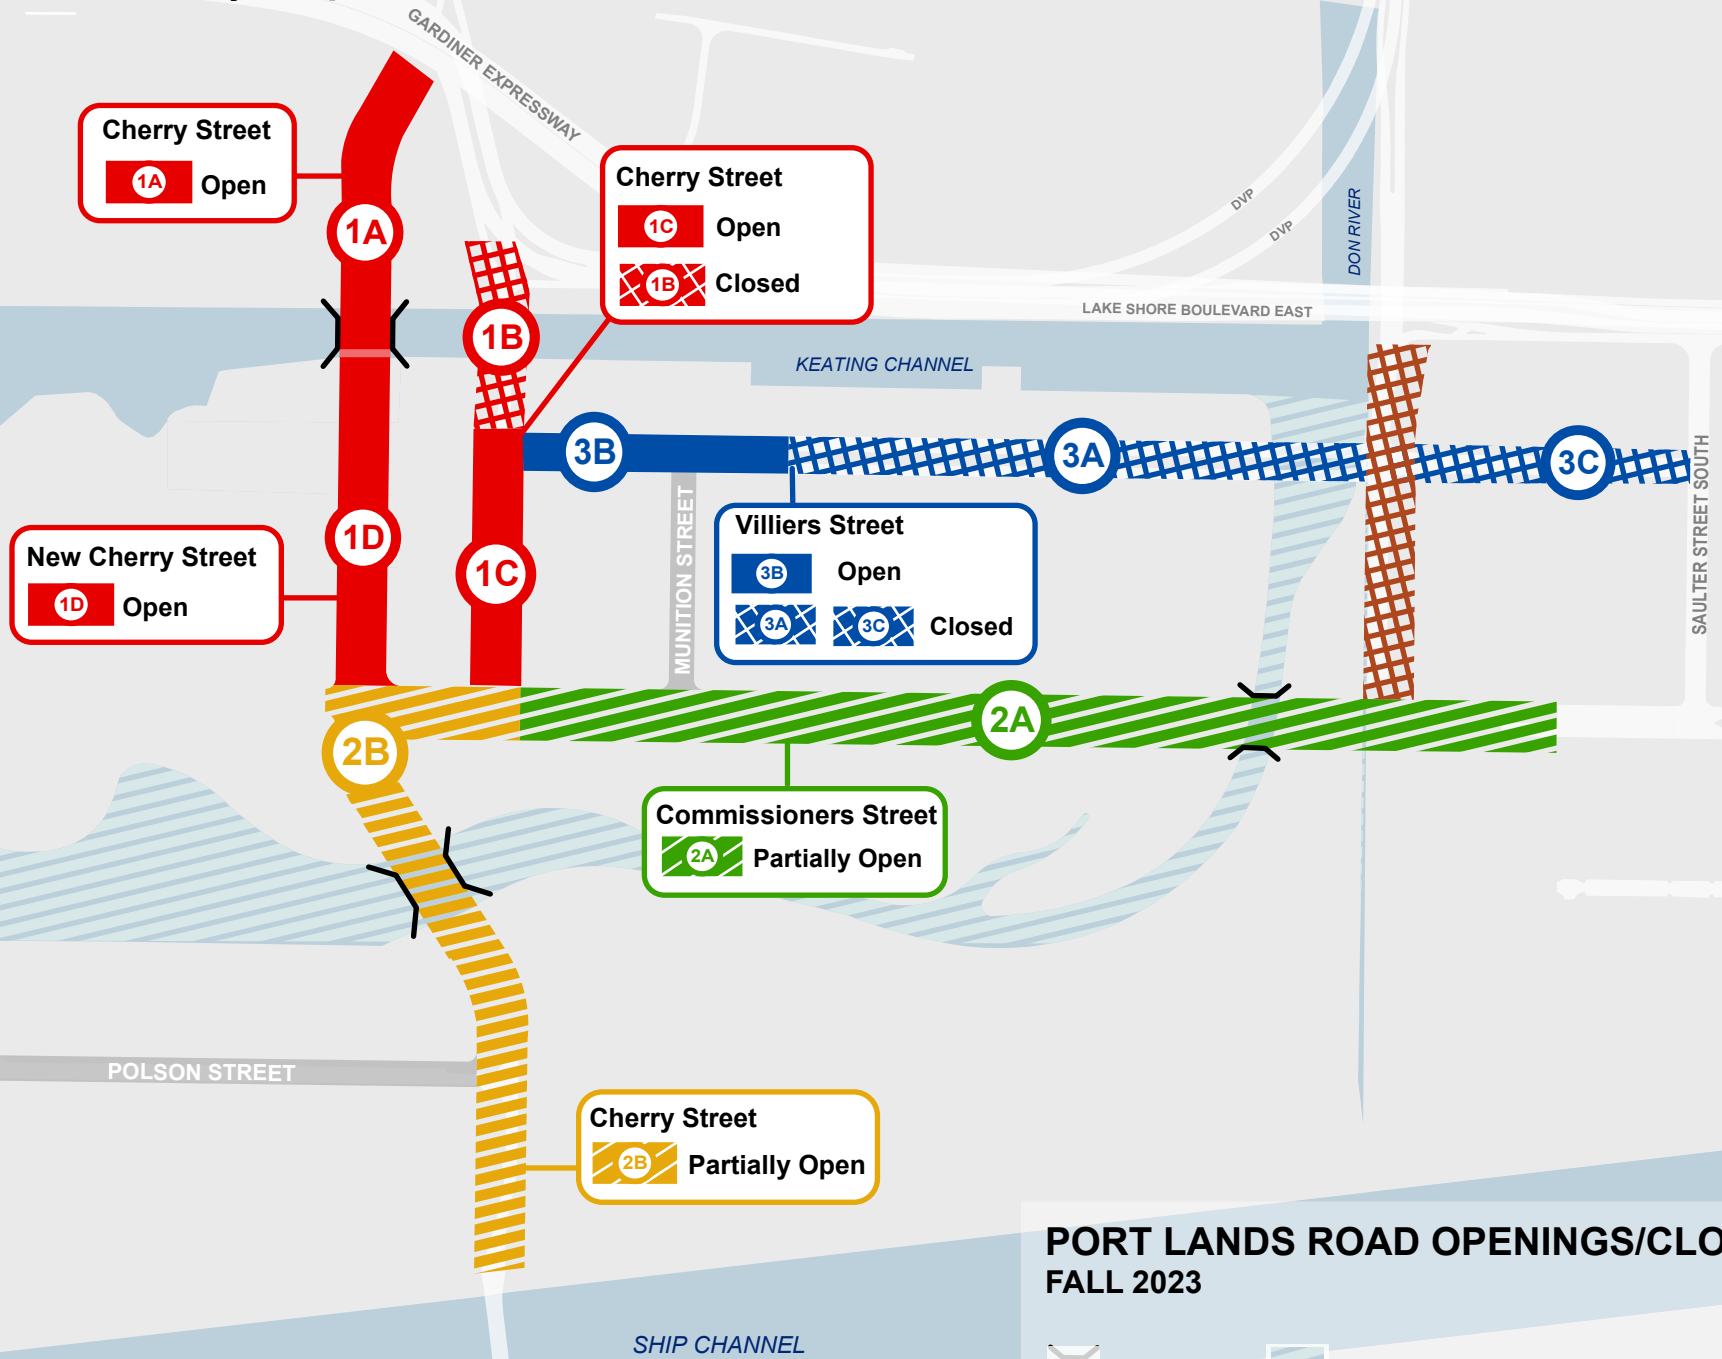 GARDINER EXPRESSWAY
Cherry Street
1A
Open
1A
Cherry Street
1C
Open
1B
Closed
DVP
DVP
DON RIVER
LAKE SHORE BOULEVARD EAST
1B
KEATING CHANNEL
3B
3A
3C
SAULTER STREET SOUTH
1D
New Cherry Street
1D
Open
1C
MUNITION STREET
Villiers Street
3B
Open
3A
3C
Closed
2B
2A
Commissioners Street
2A
Partially Open
POLSON STREET
Cherry Street
2B
Partially Open
PORT LANDS ROAD OPENINGS/CLO
FALL 2023
SHIP CHANNEL